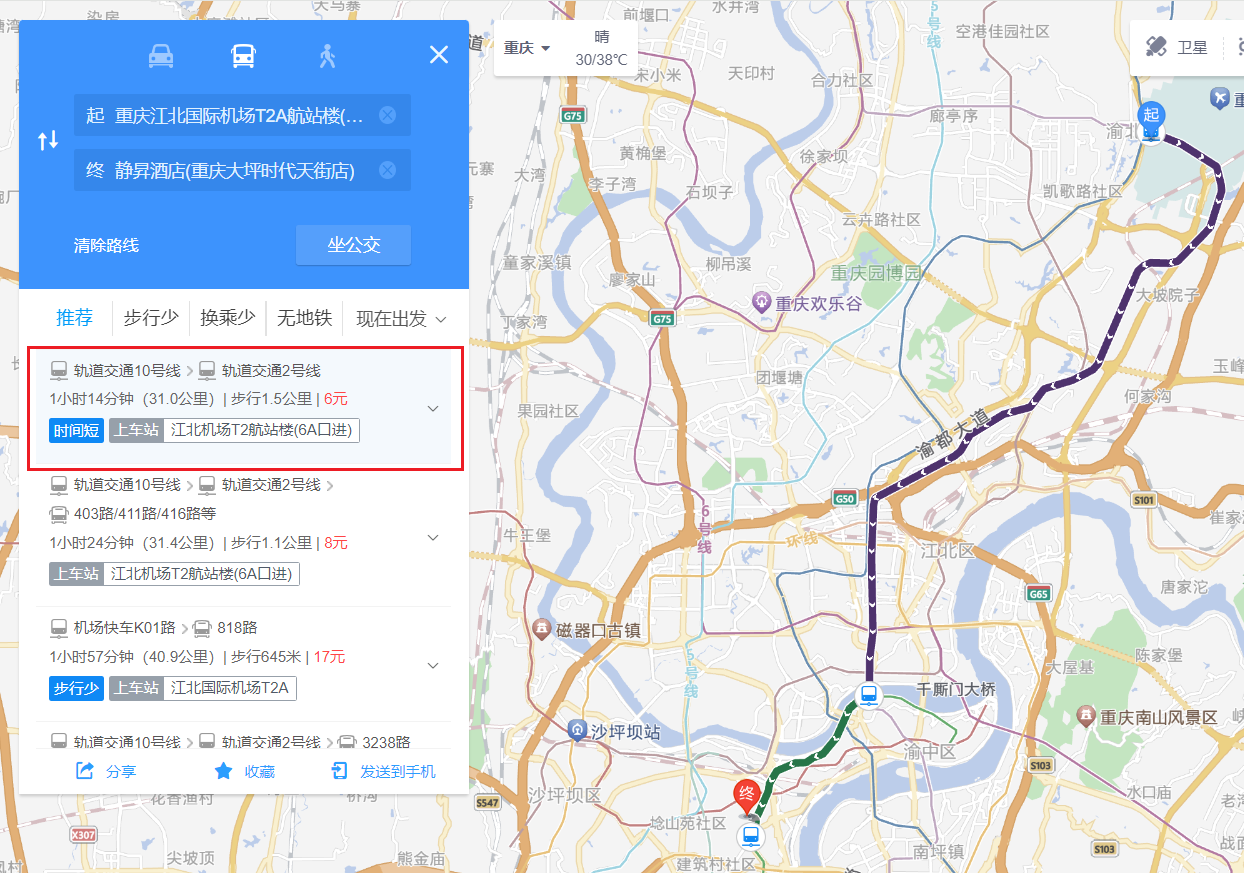 起 重庆江北国际机场T2A航站楼(...
终 静昇酒店(重庆大坪时代天街店)
清除路线
坐公交
推荐
步行少
换乘少
无地铁
现在出发
轨道交通10号线 > 轨道交通2号线
1小时14分钟（31.0公里）| 步行1.5公里 | 6元
时间短 上车站 江北机场T2航站楼(6A口进)
轨道交通10号线 > 轨道交通2号线 >
403路/411路/416路等
1小时24分钟（31.4公里）| 步行1.1公里 | 8元
上车站 江北机场T2航站楼(6A口进)
机场快车K01路 > 818路
1小时57分钟（40.9公里）| 步行645米 | 17元
步行少 上车站 江北国际机场T2A
轨道交通10号线 > 轨道交通2号线 > 3238路
分享
收藏
发送到手机
重庆
晴
30/38℃
卫星
天马寨
染房
前堰口
水井湾
5号线
空港佳园社区
道
宋小米
天印村
合力社区
G75
廊亭序
起
渝北
重
黄桷堡
徐家坝
元寨
大湾
李子湾
石坝子
凯歌路社区
云卉路社区
童家溪镇
柳吊溪
廖家山
重庆园博园
大坡院子
重庆欢乐谷
丁家湾
G75
玉峰
团堰塘
何家沟
果园社区
渝都大道
G50
S101
6号线
牛王堡
环线
崔家
江北区
唐家沱
G65
磁器口古镇
陈家堡
5号线
大屋基
千厮门大桥
重庆南山风景区
沙坪坝站
渝中区
S103
沙坪坝区
终
S547
水口庙
花香渔村
桥沟
埝山苑社区
老湾
X307
战面
尖坡顶
熊金庙
建筑村社区
南坪镇
S103